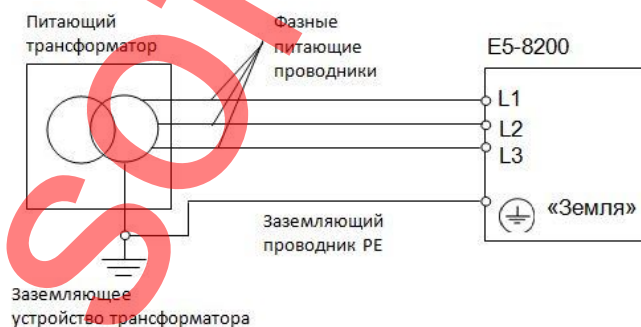 Питающий
трансформатор
Фазные
питающие
проводники
E5-8200
L1
L2
L3
«Земля»
Заземляющий
проводник PE
Заземляющее
устройство трансформатора